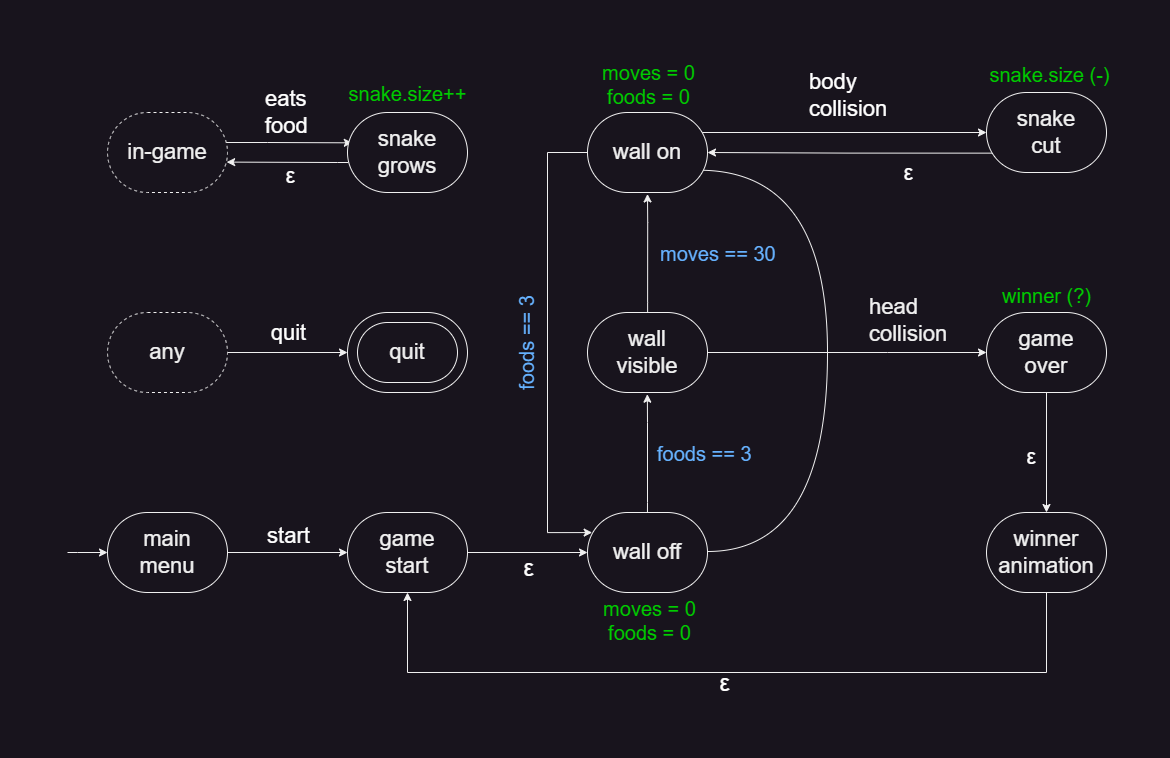 moves = 0
foods = 0
body
collision
snake.size (-)
eats
food
snake.size++
in-game
snake
grows
ε
wall on
snake
cut
ε
moves == 30
foods == 3
winner (?)
head
collision
any
quit
quit
wall
visible
game
over
foods == 3
ε
main
menu
start
game
start
ε
wall off
winner
animation
moves = 0
foods = 0
ε